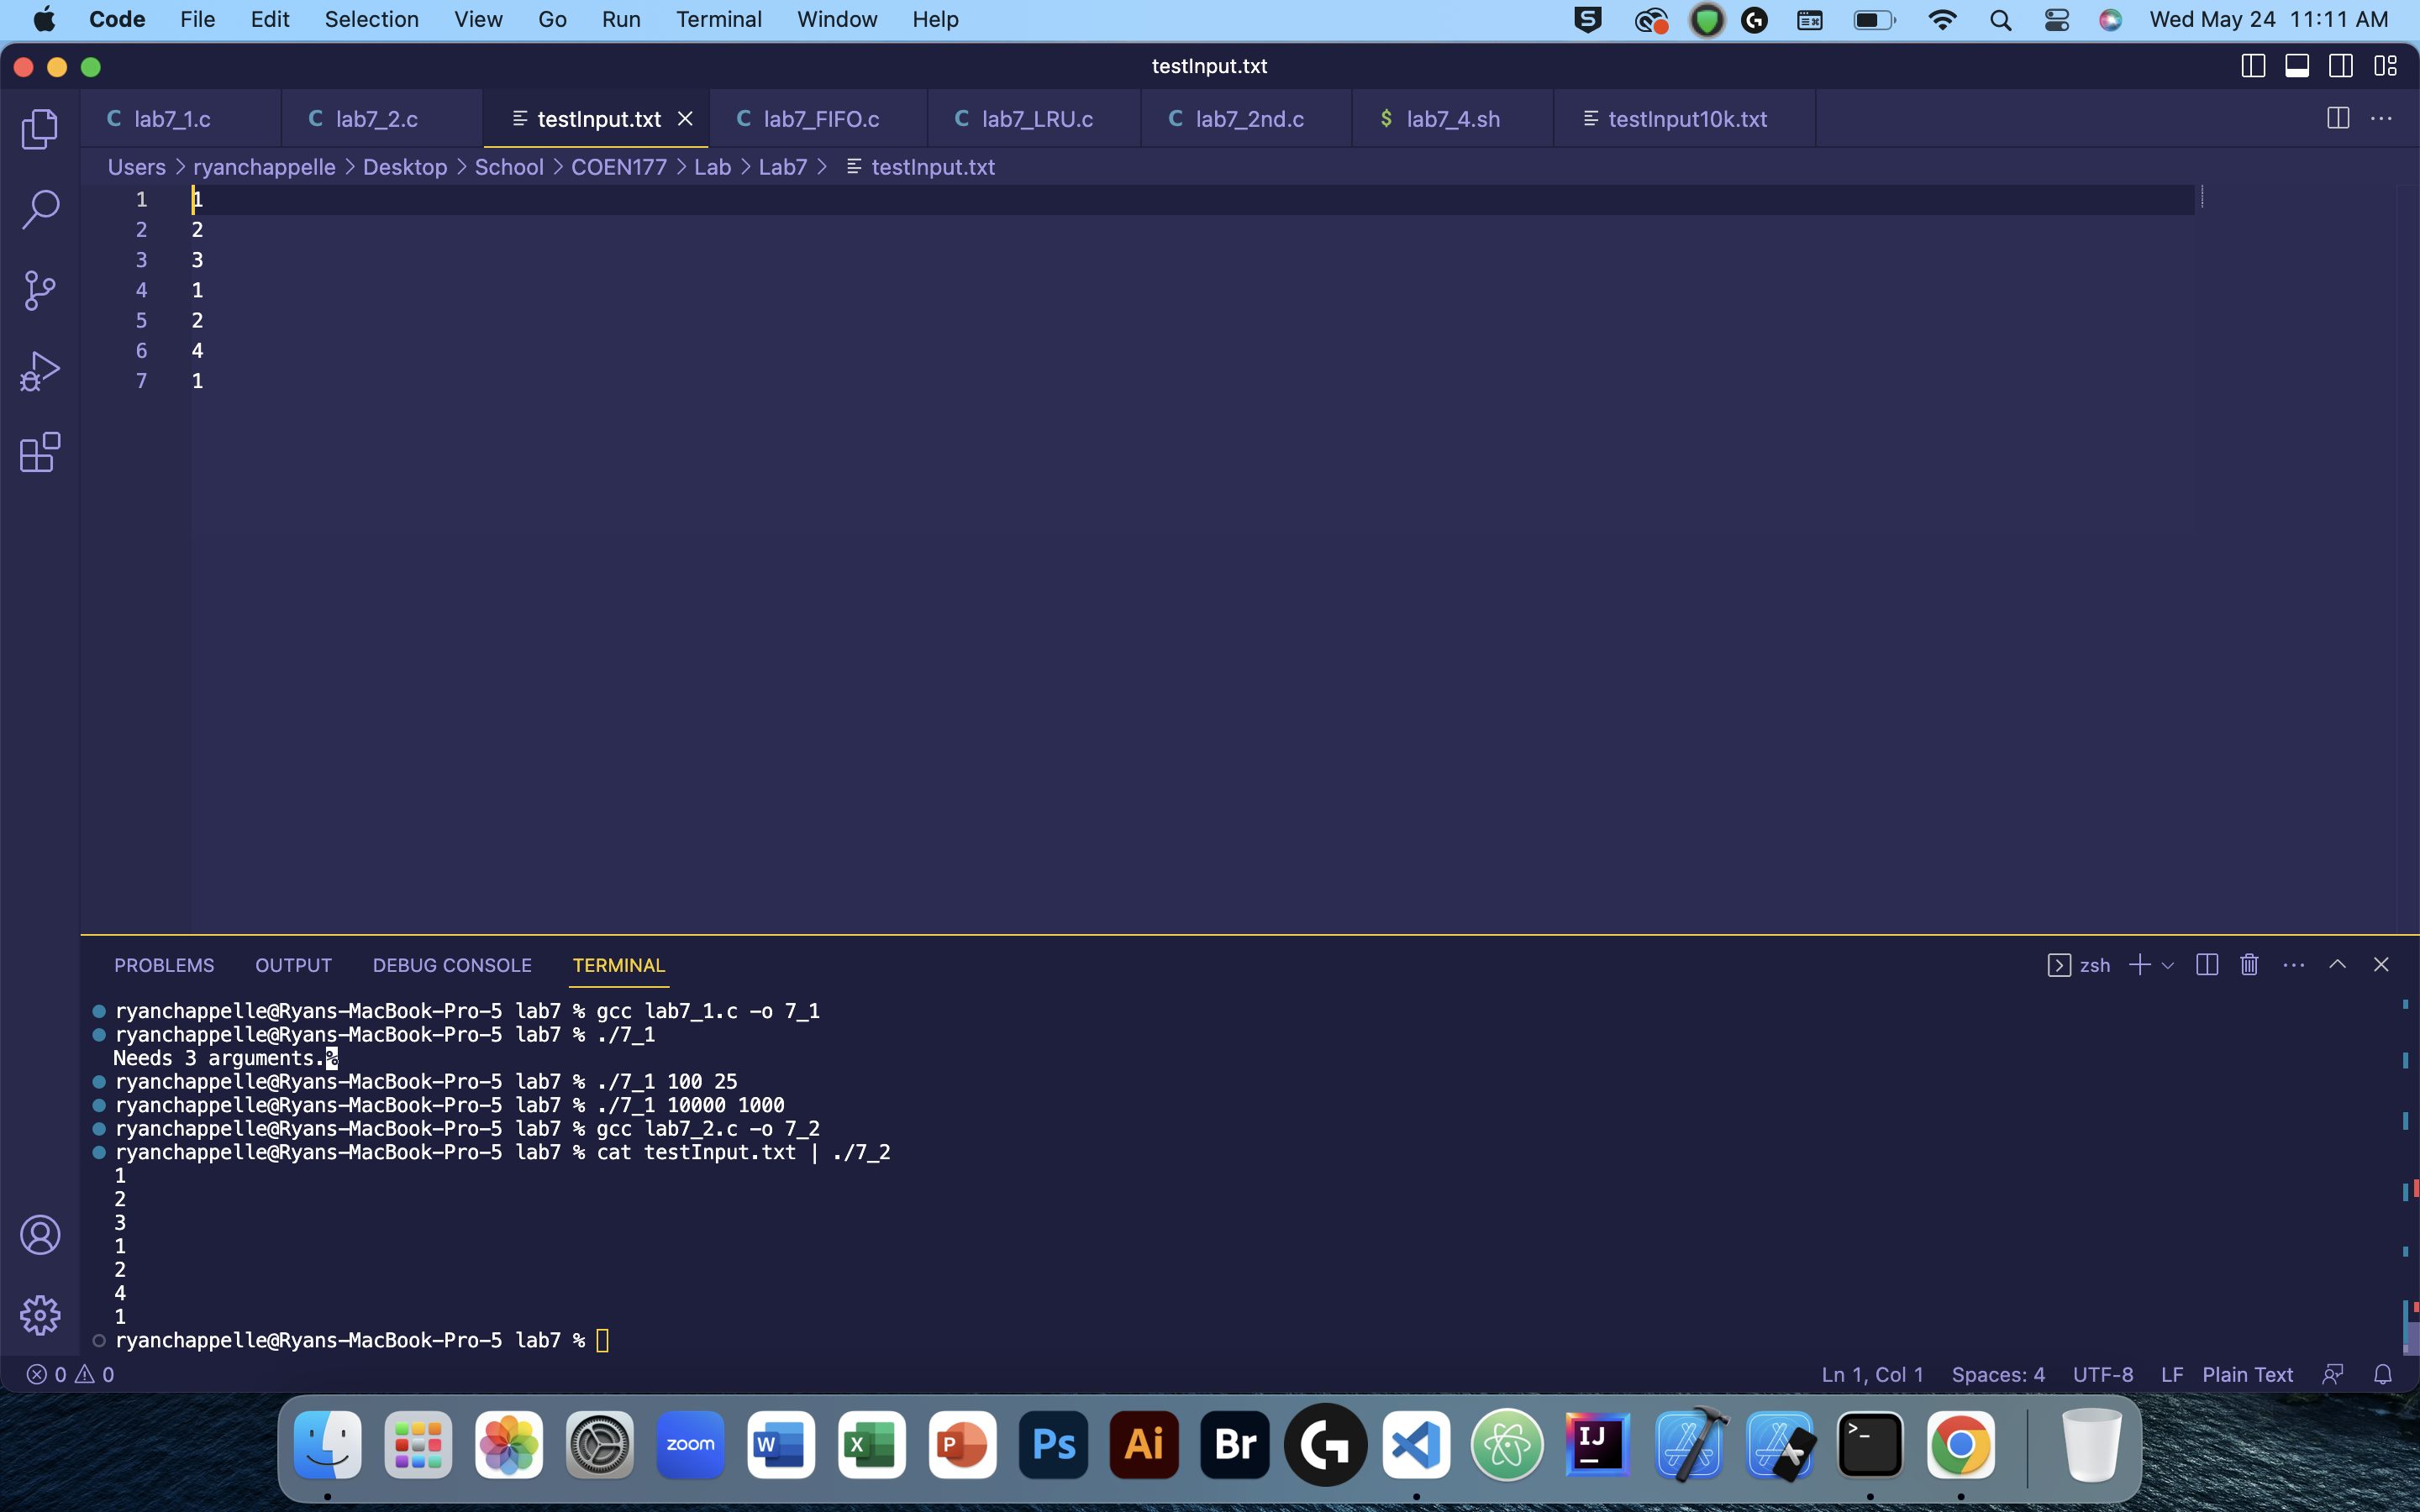 Code File Edit Selection View Go Run Terminal Window Help Wed May 24 11:11 AM
testInput.txt
C lab7_1.c C lab7_2.c testInput.txt C lab7_FIFO.c C lab7_LRU.c C lab7_2nd.c $ lab7_4.sh testInput10k.txt
Users > ryanchappelle > Desktop > School > COEN177 > Lab > Lab7 > testInput.txt
1 1
2 2
3 3
4 1
5 2
6 4
7 1
PROBLEMS OUTPUT DEBUG CONSOLE TERMINAL zsh
ryanchappelle@Ryans-MacBook-Pro-5 lab7 % gcc lab7_1.c -o 7_1
ryanchappelle@Ryans-MacBook-Pro-5 lab7 % ./7_1
Needs 3 arguments.%
ryanchappelle@Ryans-MacBook-Pro-5 lab7 % ./7_1 100 25
ryanchappelle@Ryans-MacBook-Pro-5 lab7 % ./7_1 10000 1000
ryanchappelle@Ryans-MacBook-Pro-5 lab7 % gcc lab7_2.c -o 7_2
ryanchappelle@Ryans-MacBook-Pro-5 lab7 % cat testInput.txt | ./7_2
1
2
3
1
2
4
1
ryanchappelle@Ryans-MacBook-Pro-5 lab7 %
0 0 Ln 1, Col 1 Spaces: 4 UTF-8 LF Plain Text
zoom W X P Ps Ai Br G IJ >_